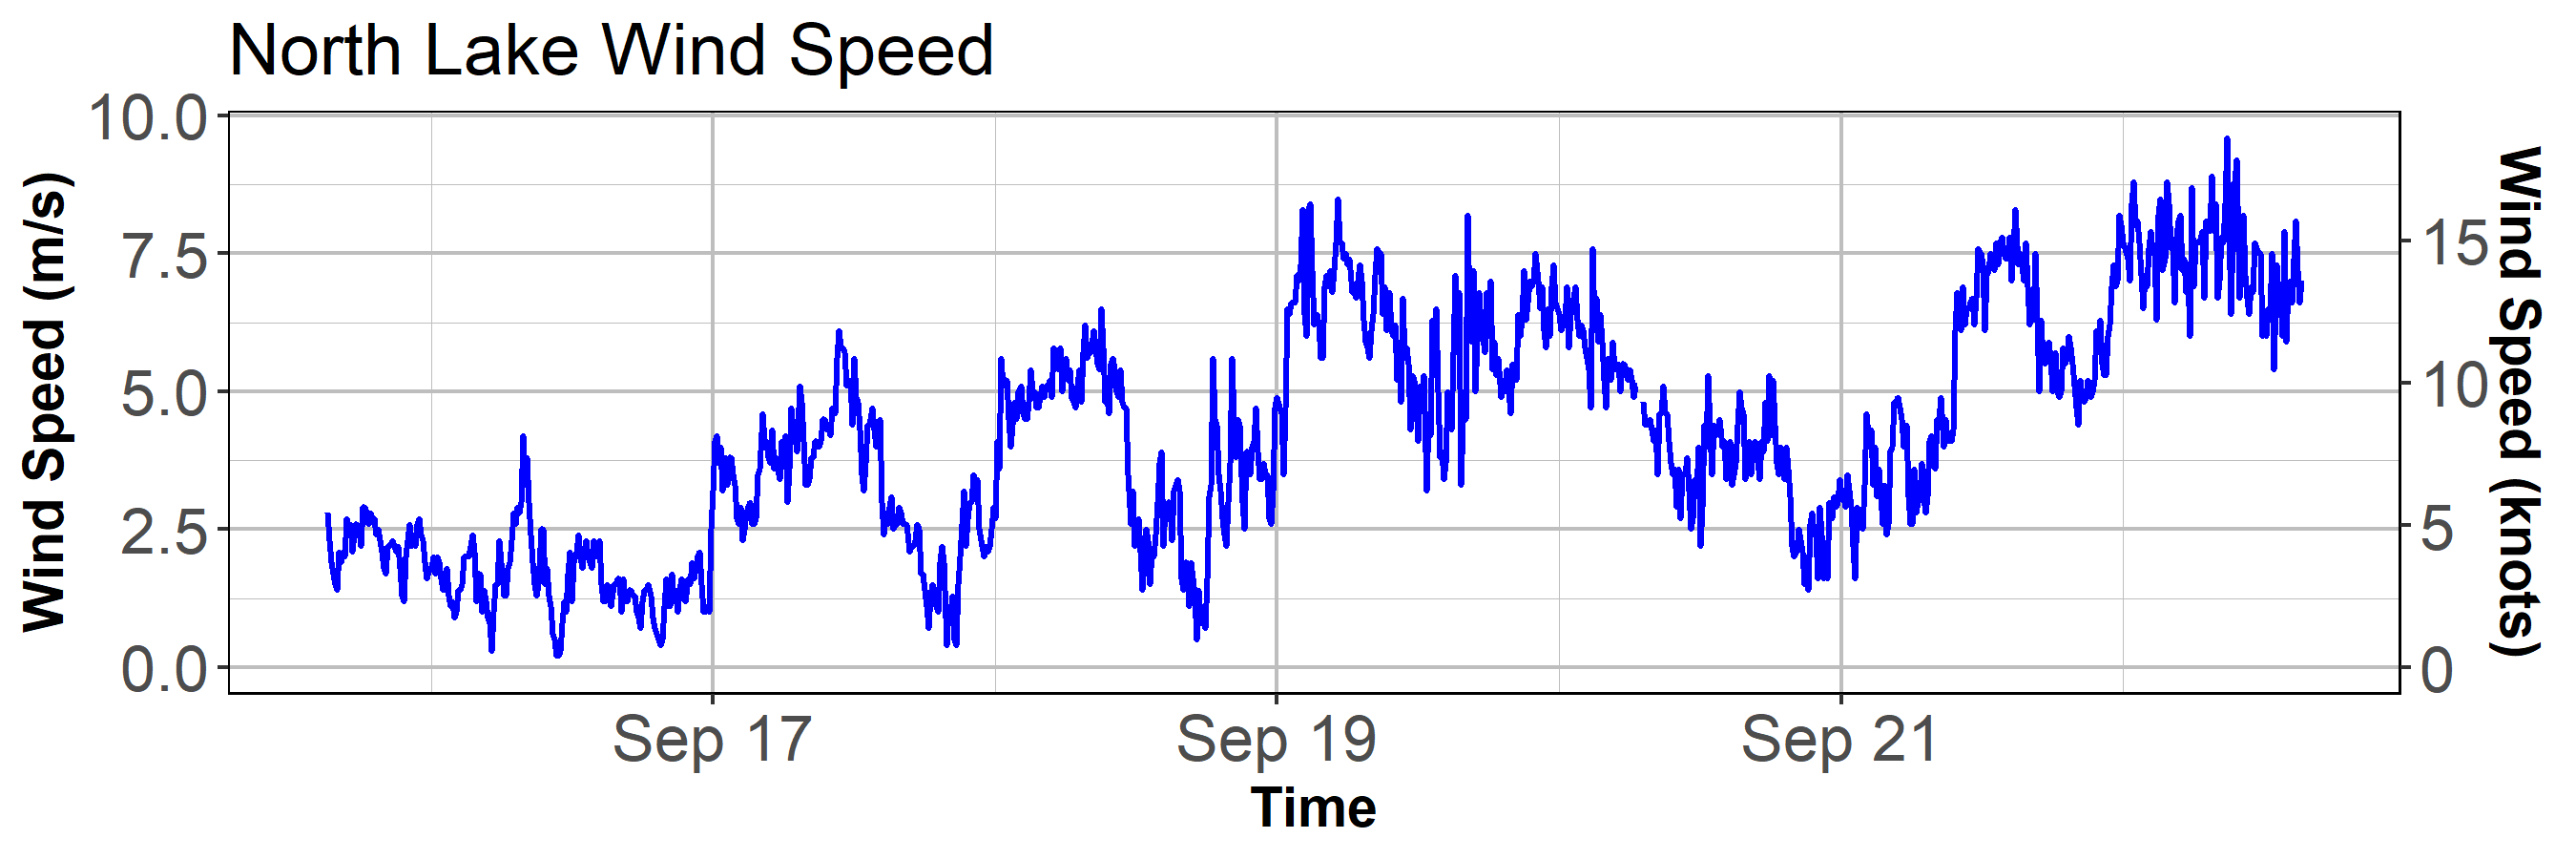 North Lake Wind Speed
10.0
7.5
5.0
2.5
0.0
Wind Speed (m/s)
15
10
5
0
Wind Speed (knots)
Sep 17
Sep 19
Sep 21
Time